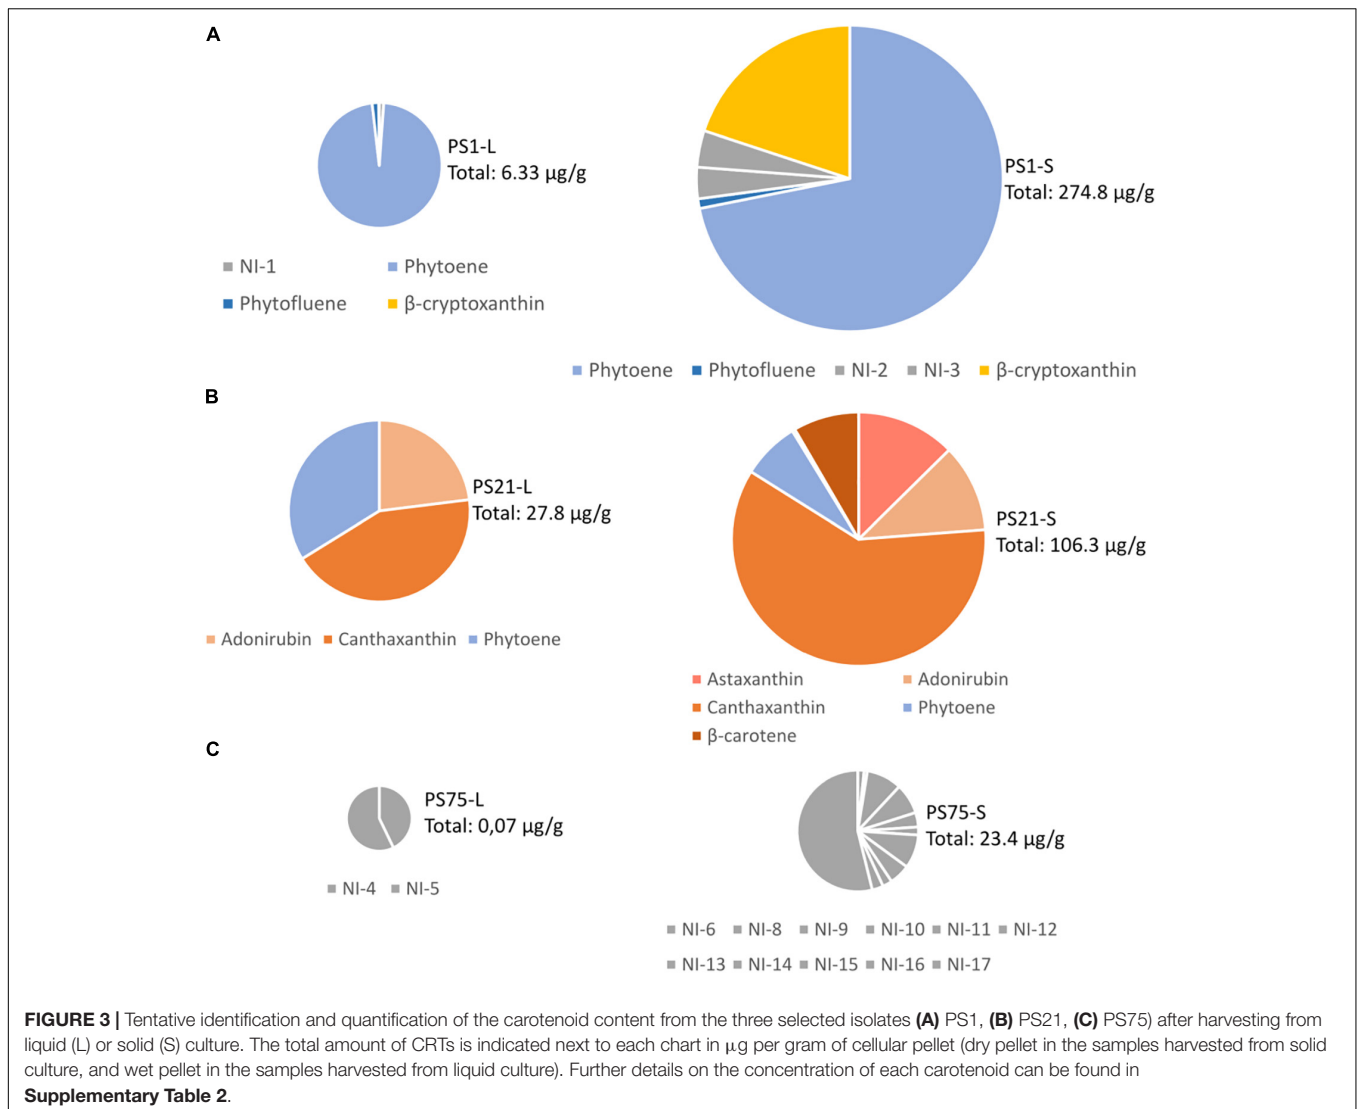 A
PS1-L
Total: 6.33 µg/g
NI-1 Phytoene
Phytofluene β-cryptoxanthin
PS1-S
Total: 274.8 µg/g
Phytoene Phytofluene NI-2 NI-3 β-cryptoxanthin
B
PS21-L
Total: 27.8 µg/g
Adonirubin Canthaxanthin Phytoene
PS21-S
Total: 106.3 µg/g
Astaxanthin Adonirubin
Canthaxanthin Phytoene
β-carotene
C
PS75-L
Total: 0,07 µg/g
NI-4 NI-5
PS75-S
Total: 23.4 µg/g
NI-6 NI-8 NI-9 NI-10 NI-11 NI-12
NI-13 NI-14 NI-15 NI-16 NI-17
FIGURE 3 | Tentative identification and quantification of the carotenoid content from the three selected isolates (A) PS1, (B) PS21, (C) PS75) after harvesting from
liquid (L) or solid (S) culture. The total amount of CRTs is indicated next to each chart in µg per gram of cellular pellet (dry pellet in the samples harvested from solid
culture, and wet pellet in the samples harvested from liquid culture). Further details on the concentration of each carotenoid can be found in
Supplementary Table 2.